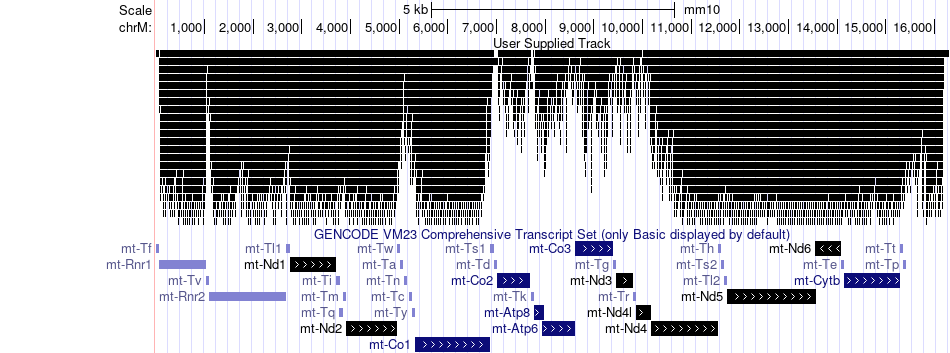 Scale 5 kb mm10
chrM: 1,000 2,000 3,000 4,000 5,000 6,000 7,000 8,000 9,000 10,000 11,000 12,000 13,000 14,000 15,000 16,000
User Supplied Track
GENCODE VM23 Comprehensive Transcript Set (only Basic displayed by default)
mt-Tf mt-Tl1 mt-Tw mt-Ts1 mt-Co3 mt-Th mt-Nd6 mt-Tt
mt-Rnr1 mt-Nd1 mt-Ta mt-Td mt-Tg mt-Ts2 mt-Te mt-Tp
mt-Tv mt-Ti mt-Tn mt-Co2 mt-Nd3 mt-Tl2 mt-Cytb
mt-Rnr2 mt-Tm mt-Tc mt-Tk mt-Tr mt-Nd5
mt-Tq mt-Ty mt-Atp8 mt-Nd4l
mt-Nd2 mt-Atp6 mt-Nd4
mt-Co1